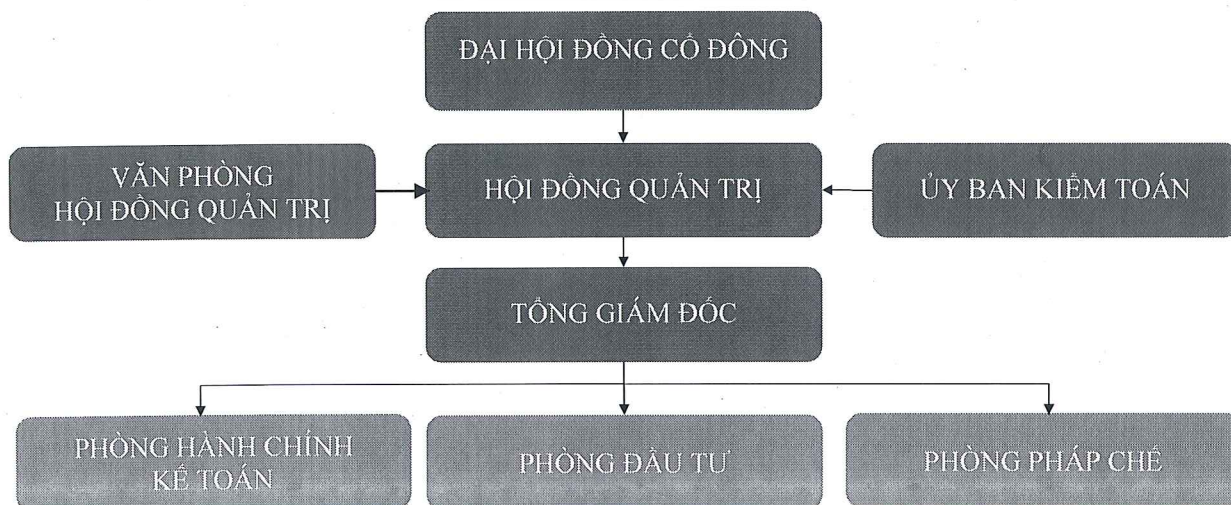 ĐẠI HỘI ĐỒNG CỔ ĐÔNG
VĂN PHÒNG
HỘI ĐỒNG QUẢN TRỊ
HỘI ĐỒNG QUẢN TRỊ
ỦY BAN KIỂM TOÁN
TỔNG GIÁM ĐỐC
PHÒNG HÀNH CHÍNH
KẾ TOÁN
PHÒNG ĐẦU TƯ
PHÒNG PHÁP CHẾ